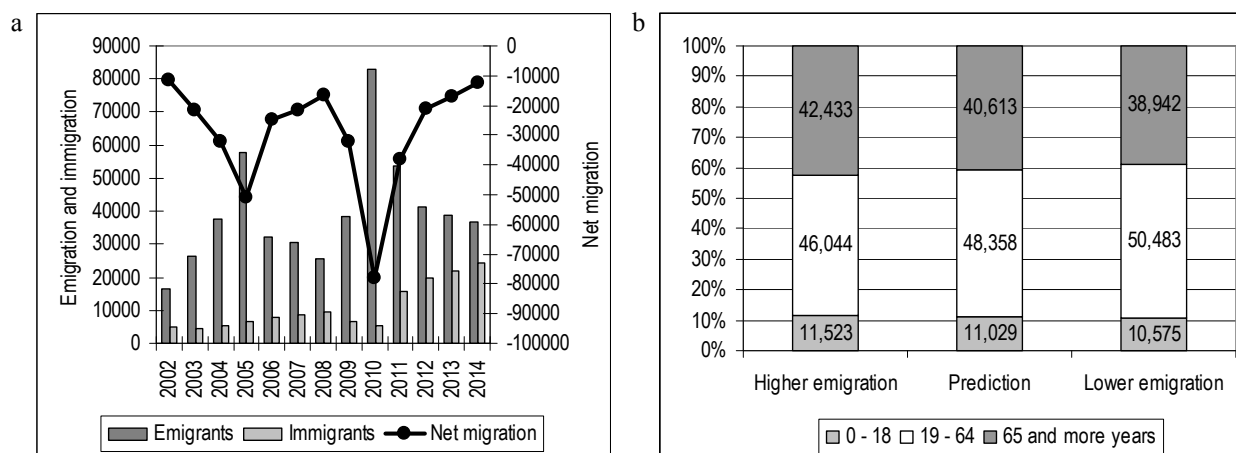 a
90000
80000
70000
60000
50000
40000
30000
20000
10000
0
Emigration and immigration
0
-10000
-20000
-30000
-40000
-50000
-60000
-70000
-80000
-90000
-100000
Net migration
2002 2003 2004 2005 2006 2007 2008 2009 2010 2011 2012 2013 2014
Emigrants Immigrants Net migration
b
100%
90%
80%
70%
60%
50%
40%
30%
20%
10%
0%
42,433 40,613 38,942
46,044 48,358 50,483
11,523 11,029 10,575
Higher emigration Prediction Lower emigration
0 - 18 19 - 64 65 and more years